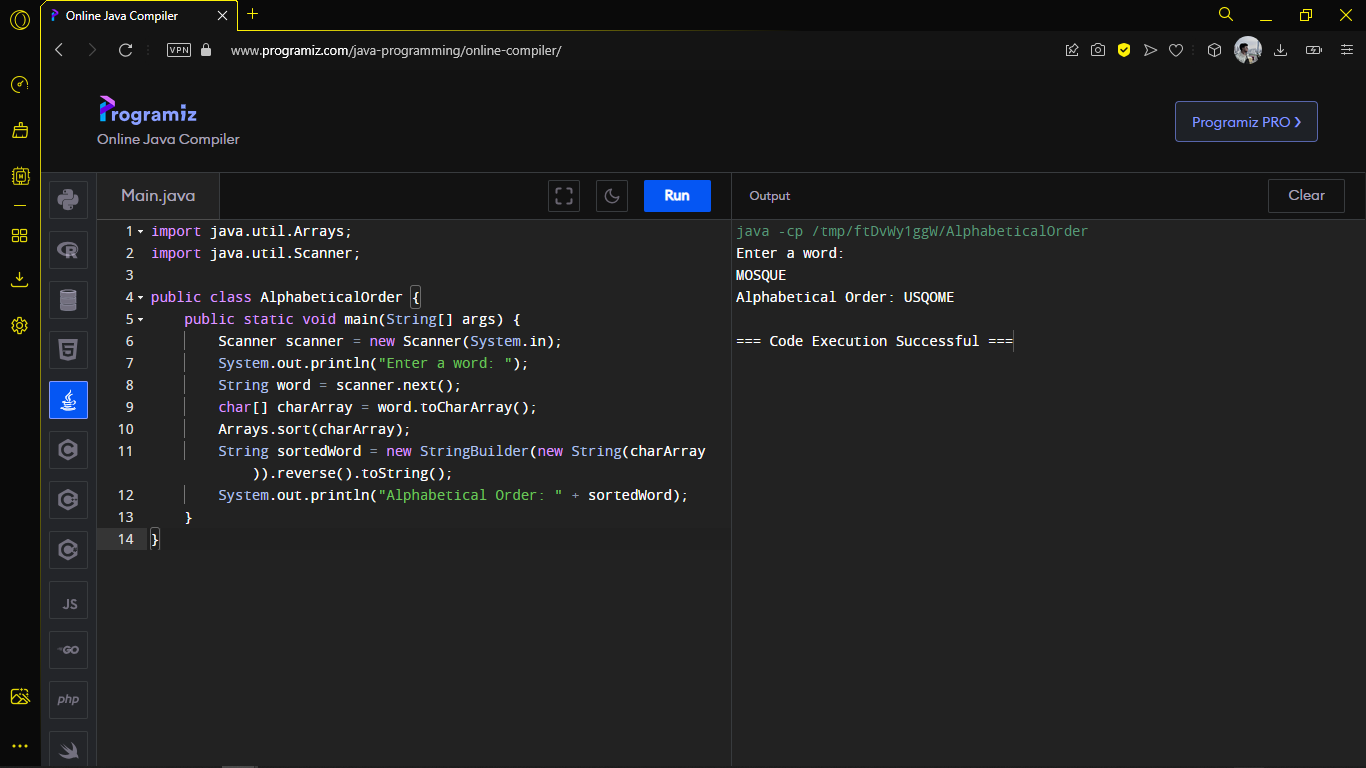 Online Java Compiler
VPN
www.programiz.com/java-programming/online-compiler/
Programiz
Online Java Compiler
Programiz PRO ❯
Main.java
Run
Output
Clear
1 import java.util.Arrays;
2 import java.util.Scanner;
3
4 public class AlphabeticalOrder {
5 public static void main(String[] args) {
6 Scanner scanner = new Scanner(System.in);
7 System.out.println("Enter a word: ");
8 String word = scanner.next();
9 char[] charArray = word.toCharArray();
10 Arrays.sort(charArray);
11 String sortedWord = new StringBuilder(new String(charArray
)).reverse().toString();
12 System.out.println("Alphabetical Order: " + sortedWord);
13 }
14 }
java -cp /tmp/ftDvWy1ggW/AlphabeticalOrder
Enter a word:
MOSQUE
Alphabetical Order: USQOME
=== Code Execution Successful ===
JS
GO
php